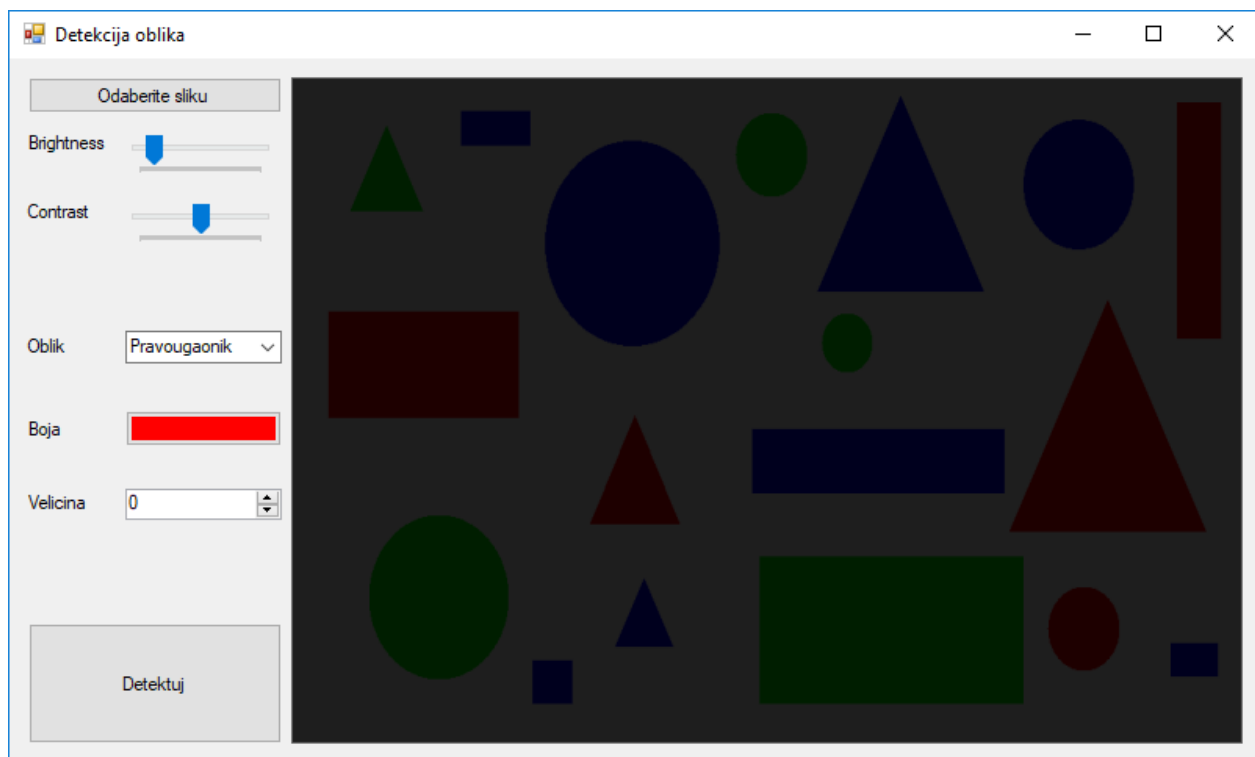 Detekcija oblika
Odaberite sliku
Brightness
Contrast
Oblik Pravougaonik
Boja
Velicina 0
Detektuj